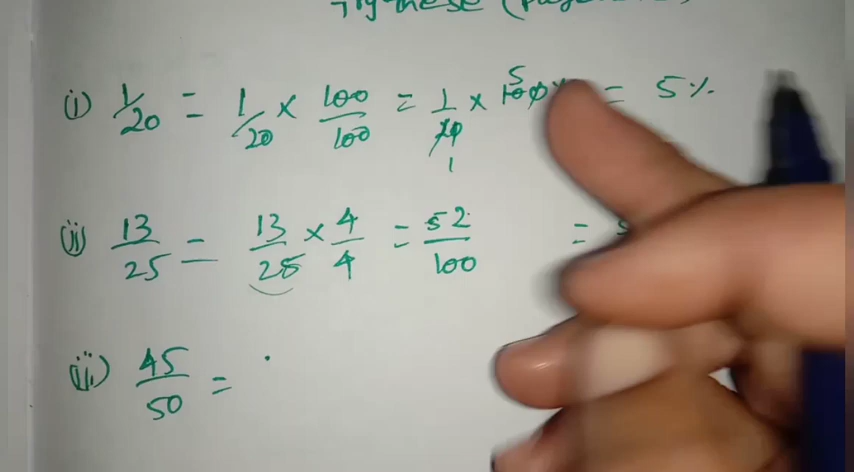 (i) 1/20 = 1/20 × 100/100 = 1/20 × 100 = 5%
(ii) 13/25 = 13/25 × 4/4 = 52/100 =
(iii) 45/50 =